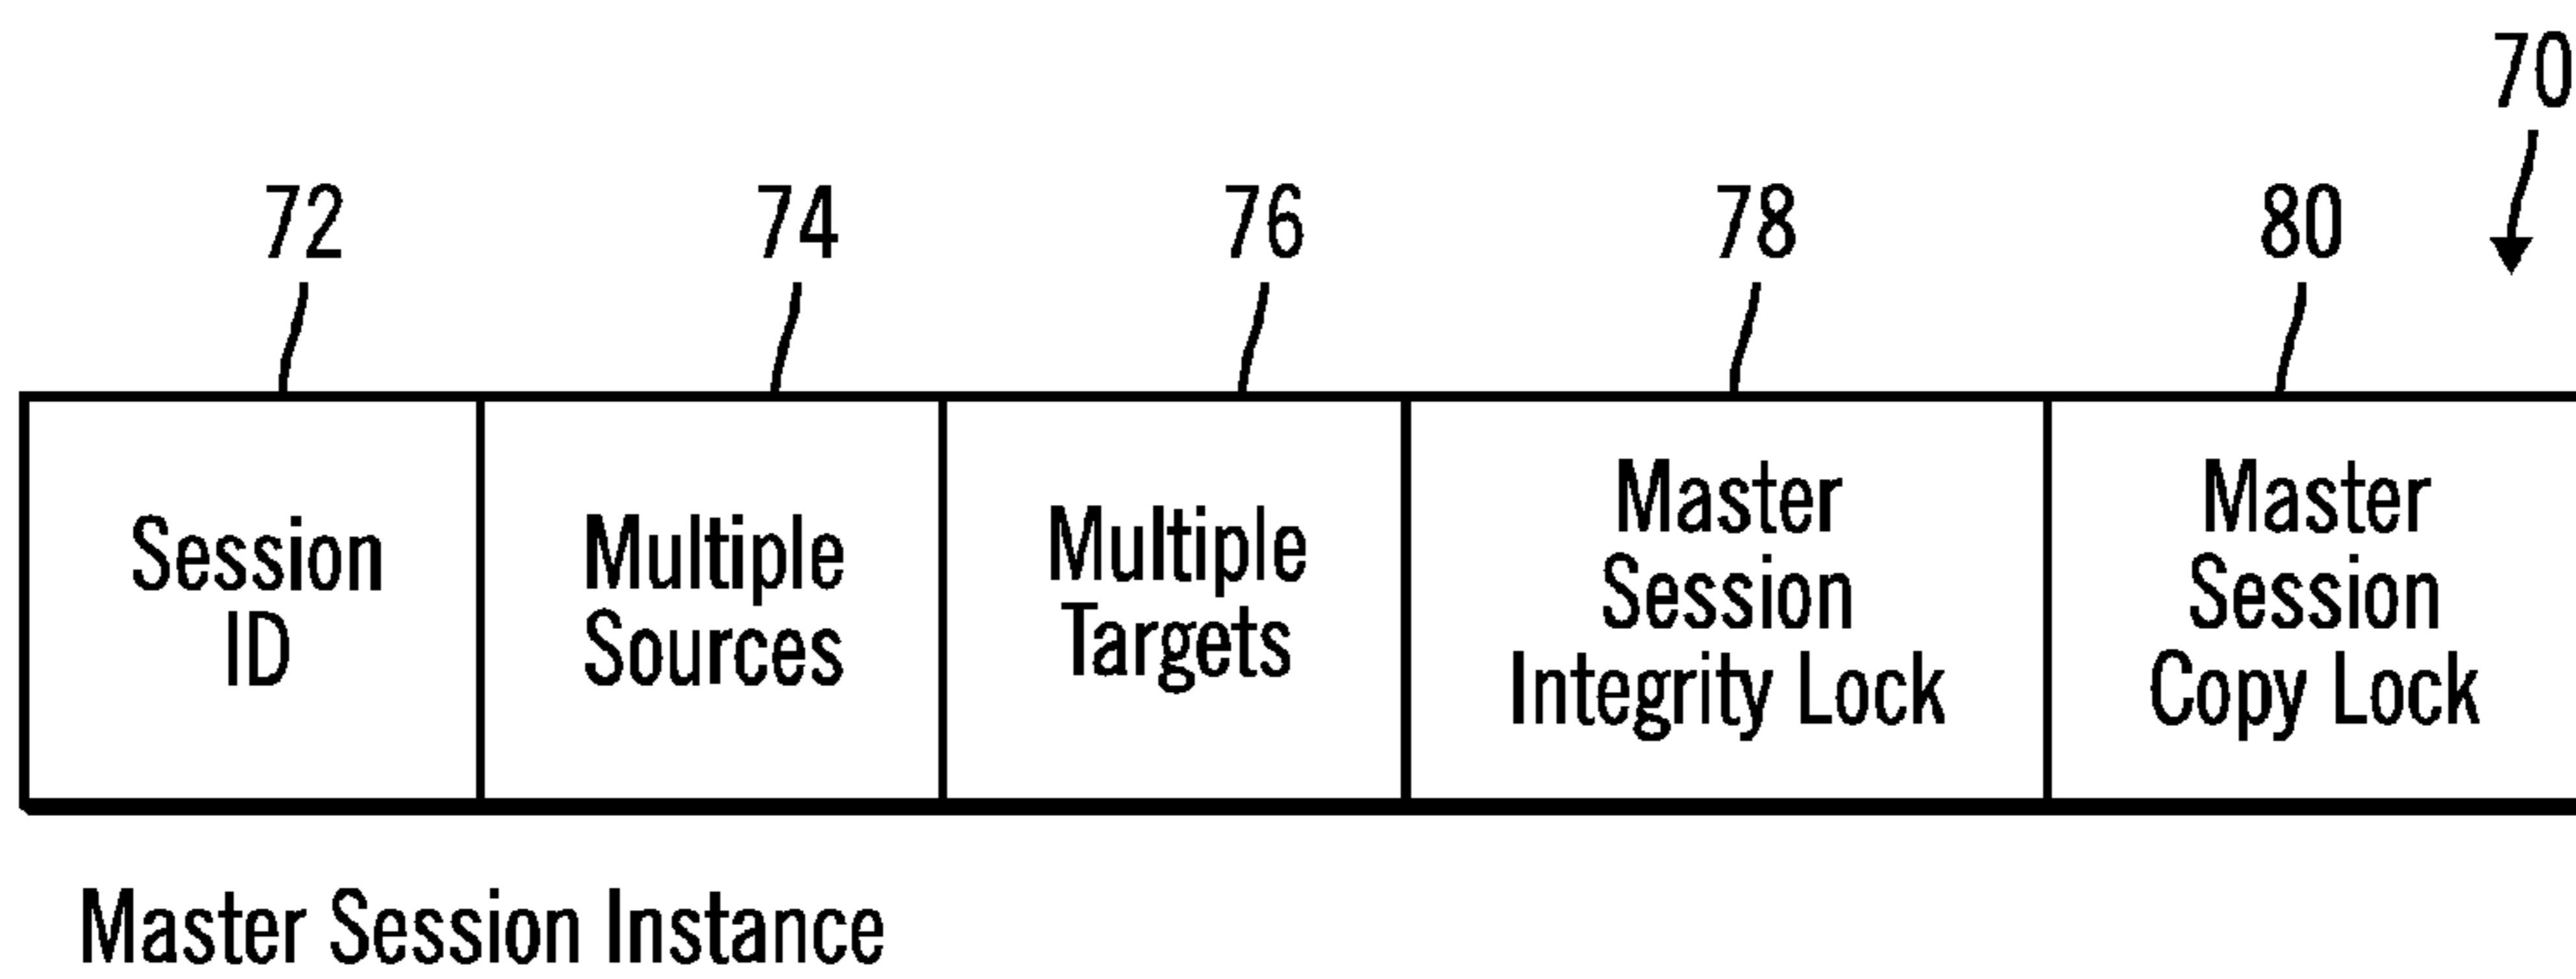 70
72 74 76 78 80
Session
ID
Multiple
Sources
Multiple
Targets
Master
Session
Integrity Lock
Master
Session
Copy Lock
Master Session Instance